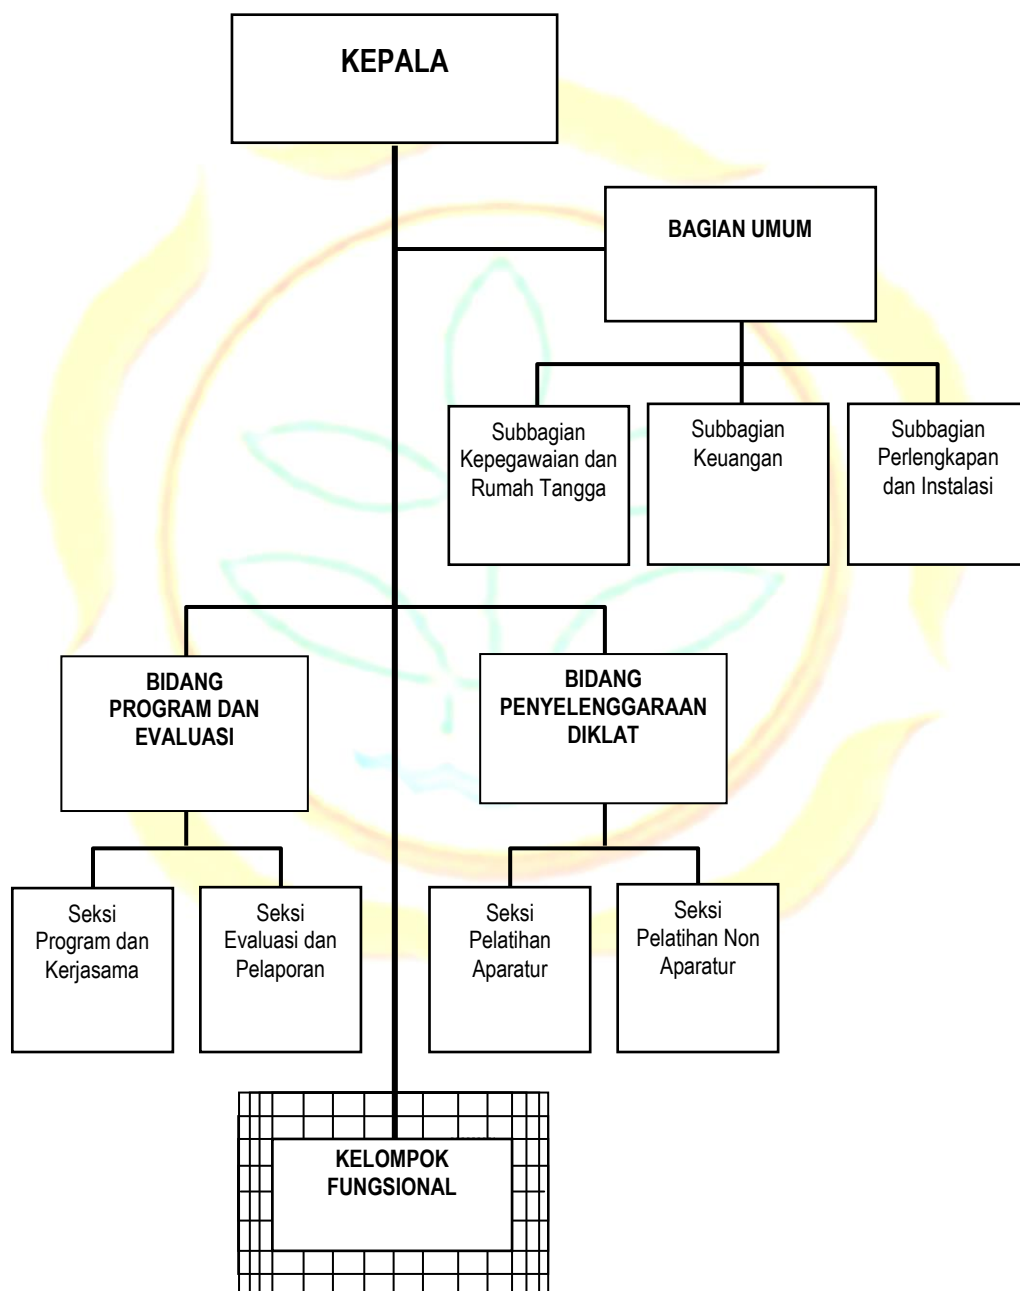 KEPALA
BAGIAN UMUM
Subbagian
Kepegawaian dan
Rumah Tangga
Subbagian
Keuangan
Subbagian
Perlengkapan
dan Instalasi
BIDANG
PROGRAM DAN
EVALUASI
BIDANG
PENYELENGGARAAN
DIKLAT
Seksi
Program dan
Kerjasama
Seksi
Evaluasi dan
Pelaporan
Seksi
Pelatihan
Aparatur
Seksi
Pelatihan Non
Aparatur
KELOMPOK
FUNGSIONAL